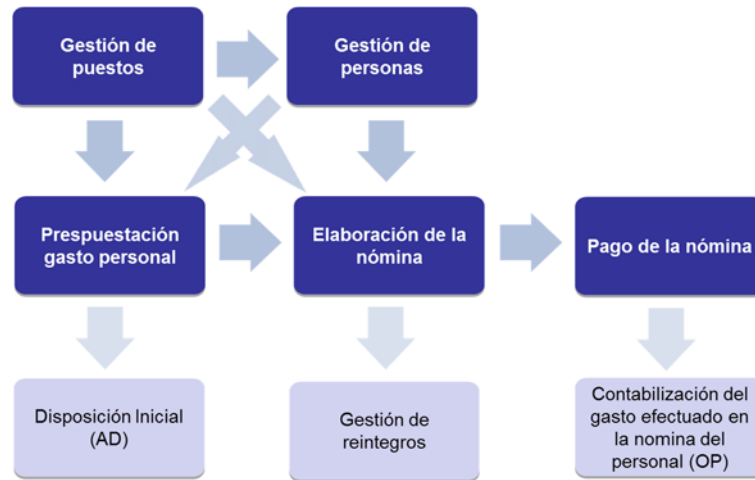 Gestión de
puestos
Gestión de
personas
Prespuestación
gasto personal
Elaboración de la
nómina
Pago de la nómina
Disposición Inicial
(AD)
Gestión de
reintegros
Contabilización del
gasto efectuado en
la nomina del
personal (OP)